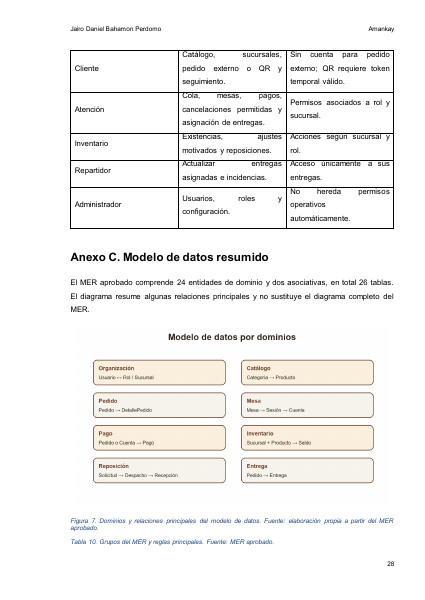 Jairo Daniel Bahamon Perdomo Amankay
Cliente
Catálogo, sucursales,
pedido externo o QR y
seguimiento.
Sin cuenta para pedido
externo; QR requiere token
temporal válido.
Atención
Cola, mesas, pagos,
cancelaciones permitidas y
asignación de entregas.
Permisos asociados a rol y
sucursal.
Inventario
Existencias, ajustes
motivados y reposiciones.
Acciones según sucursal y
rol.
Repartidor
Actualizar entregas
asignadas e incidencias.
Acceso únicamente a sus
entregas.
Administrador
Usuarios, roles y
configuración.
No hereda permisos
operativos
automáticamente.
Anexo C. Modelo de datos resumido
El MER aprobado comprende 24 entidades de dominio y dos asociativas, en total 26 tablas.
El diagrama resume algunas relaciones principales y no sustituye el diagrama completo del
MER.
Modelo de datos por dominios
Organización
Usuario ↔ Rol / Sucursal
Catálogo
Categoría → Producto
Pedido
Pedido → DetallePedido
Mesa
Mesa → Sesión → Cuenta
Pago
Pedido o Cuenta → Pago
Inventario
Sucursal + Producto → Saldo
Reposición
Solicitud → Despacho → Recepción
Entrega
Pedido → Entrega
Figura 7. Dominios y relaciones principales del modelo de datos. Fuente: elaboración propia a partir del MER
aprobado.
Tabla 10. Grupos del MER y reglas principales. Fuente: MER aprobado.
28